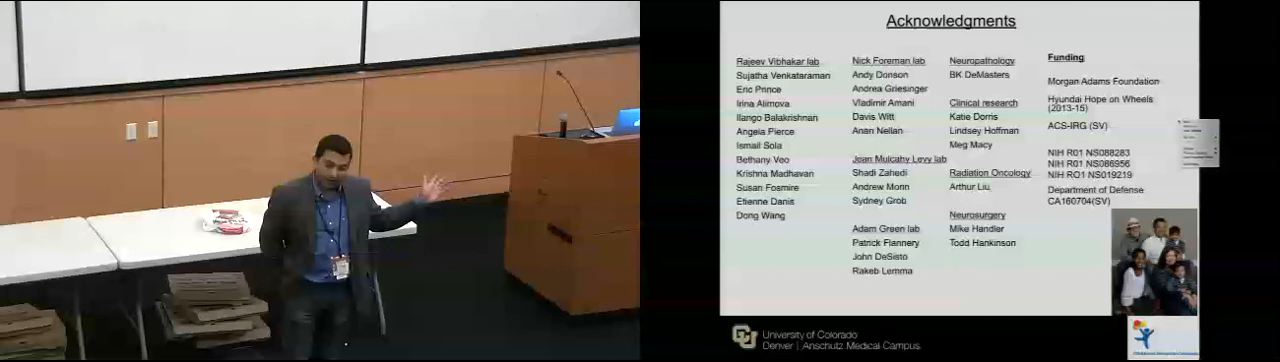 Acknowledgments
Rajeev Vibhakar lab
Sujatha Venkataraman
Eric Prince
Irina Alimova
Ilango Balakrishnan
Angela Pierce
Ismail Sola
Bethany Veo
Krishna Madhavan
Susan Fosmire
Etienne Danis
Dong Wang
Nick Foreman lab
Andy Donson
Andrea Griesinger
Vladimir Amani
Davis Witt
Anan Nellan
Joan Mulcahy Levy lab
Shadi Zahedi
Andrew Monn
Sydney Grob
Adam Green lab
Patrick Flannery
John DeSisto
Rakeb Lemma
Neuropathology
BK DeMasters
Clinical research
Katie Dorris
Lindsey Hoffman
Meg Macy
Radiation Oncology
Arthur Liu
Neurosurgery
Mike Handler
Todd Hankinson
Funding
Morgan Adams Foundation
Hyundai Hope on Wheels
(2013-15)
ACS-IRG (SV)
NIH R01 NS088283
NIH R01 NS086956
NIH RO1 NS019219
Department of Defense
CA160704(SV)
University of Colorado
Denver | Anschutz Medical Campus